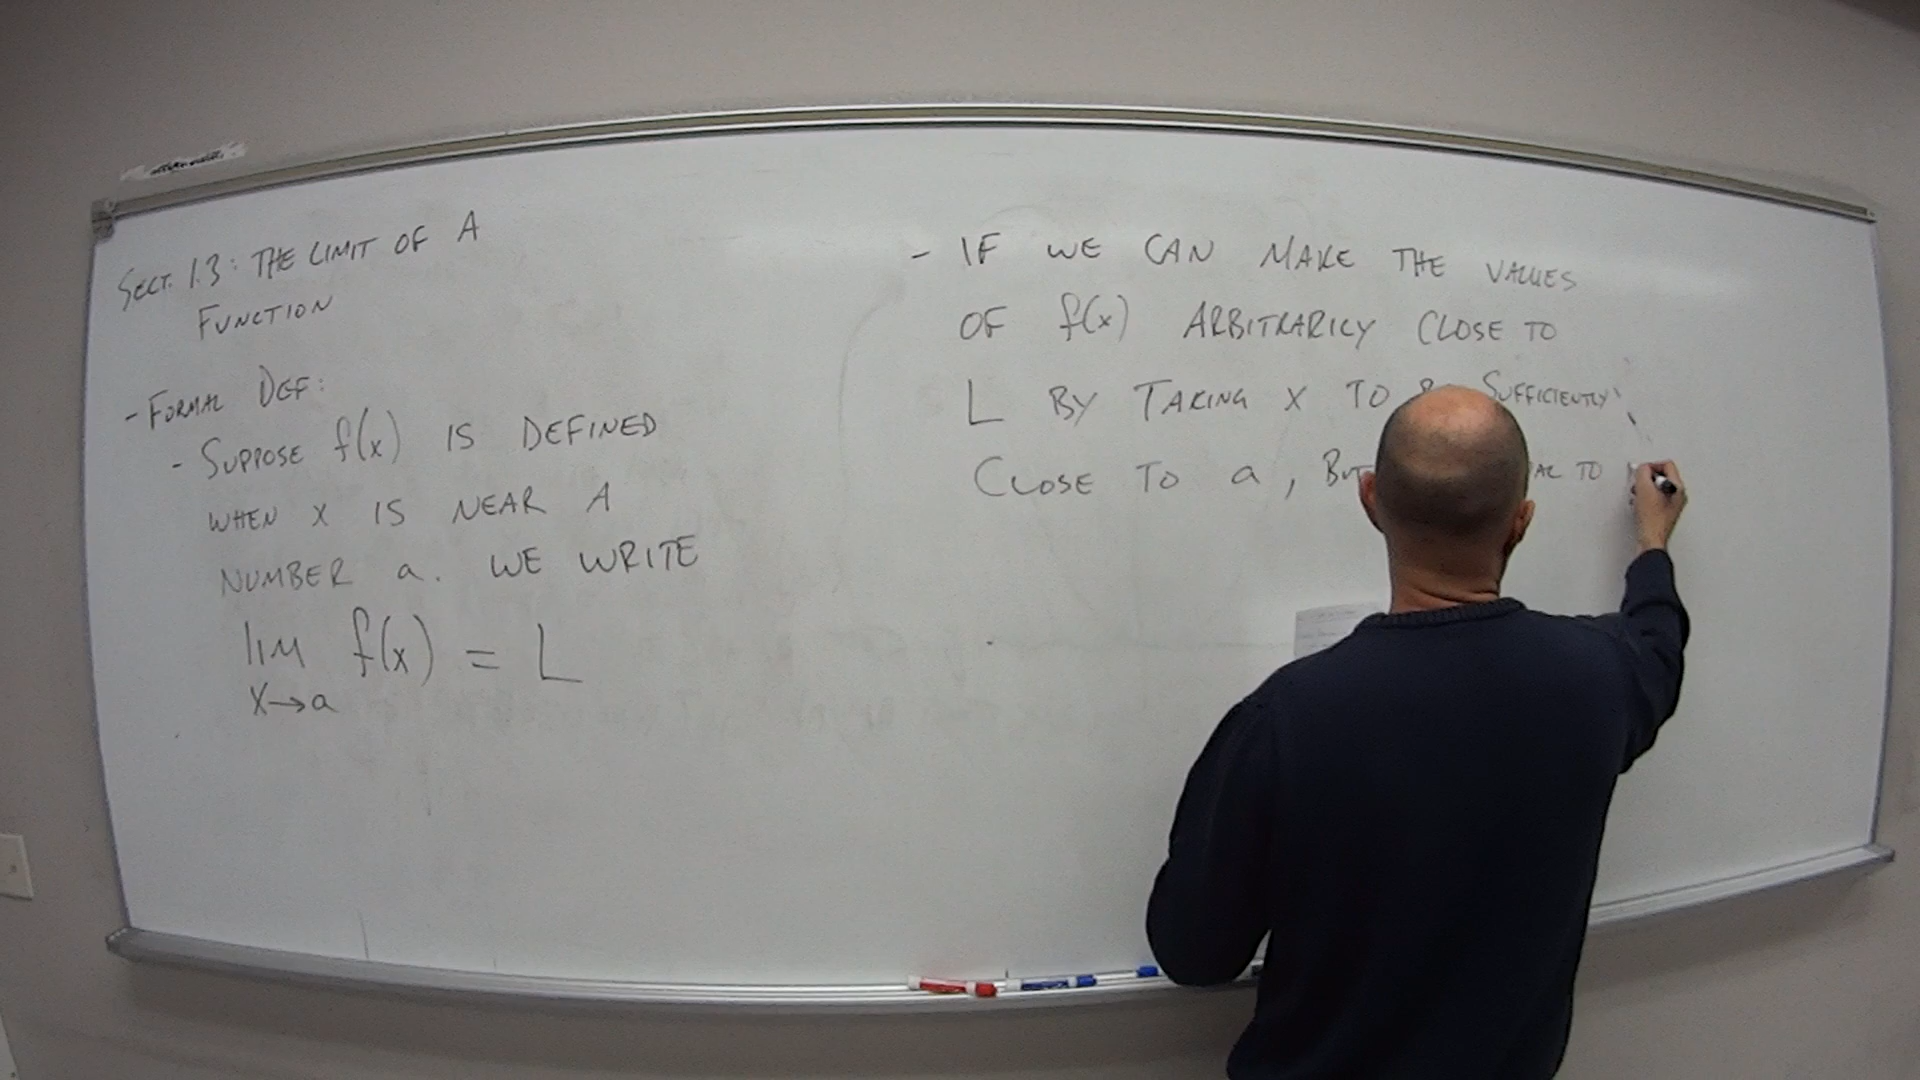 SECT. 1.3: THE LIMIT OF A
FUNCTION
- FORMAL DEF:
- SUPPOSE f(x) IS DEFINED
WHEN X IS NEAR A
NUMBER a. WE WRITE
lim f(x) = L
X→a
- IF WE CAN MAKE THE VALUES
OF f(x) ARBITRARILY CLOSE TO
L BY TAKING X TO SUFFICIENTLY
CLOSE TO a, BUT TO